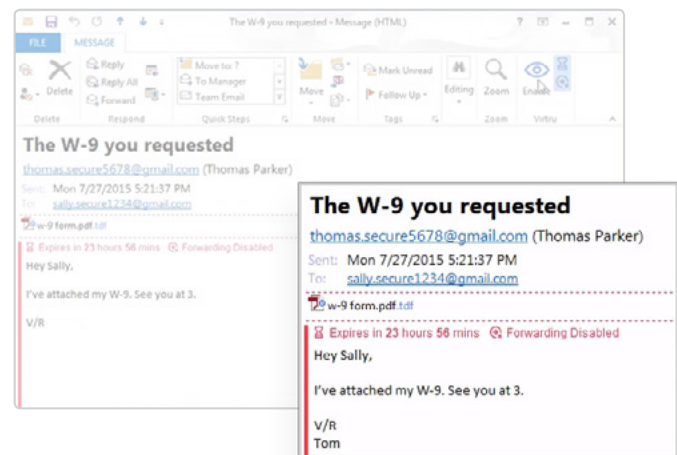 The W-9 you requested - Message (HTML)
FILE MESSAGE
Delete
Reply
Reply All
Forward
Move to: ?
To Manager
Team Email
Move
Mark Unread
Follow Up
Editing
Zoom
Enable
Delete Respond Quick Steps Move Tags Zoom Virtru
The W-9 you requested
thomas.secure5678@gmail.com (Thomas Parker)
Sent: Mon 7/27/2015 5:21:37 PM
To: sally.secure1234@gmail.com
w-9 form.pdf.tdf
Expires in 23 hours 56 mins Forwarding Disabled
Hey Sally,
I've attached my W-9. See you at 3.
V/R
The W-9 you requested
thomas.secure5678@gmail.com (Thomas Parker)
Sent: Mon 7/27/2015 5:21:37 PM
To: sally.secure1234@gmail.com
w-9 form.pdf.tdf
Expires in 23 hours 56 mins Forwarding Disabled
Hey Sally,
I've attached my W-9. See you at 3.
V/R
Tom